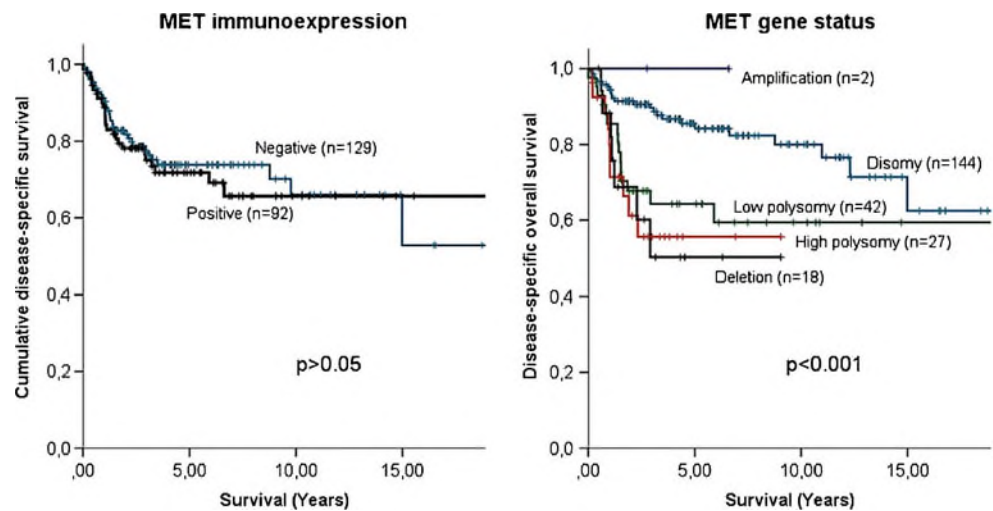 MET immunoexpression
Cumulative disease-specific survival
1,0
0,8
0,6
0,4
0,2
0,0
Negative (n=129)
Positive (n=92)
p>0.05
,00
5,00
10,00
15,00
Survival (Years)
MET gene status
Disease-specific overall survival
1,0
0,8
0,6
0,4
0,2
0,0
Amplification (n=2)
Disomy (n=144)
Low polysomy (n=42)
High polysomy (n=27)
Deletion (n=18)
p<0.001
,00
5,00
10,00
15,00
Survival (Years)